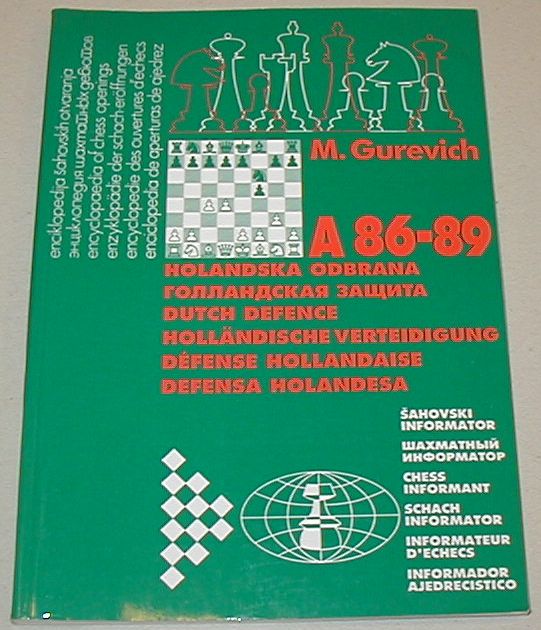 enciklopedija šahovskih otvaranja
энциклопедия шахматных дебютов
encyclopaedia of chess openings
enzyklopädie der schach-eröffnungen
encyclopedie des ouvertures d'echecs
enciclopedia de aperturas de ajedrez
M. Gurevich
A 86-89
HOLANDSKA ODBRANA
ГОЛЛАНДСКАЯ ЗАЩИТА
DUTCH DEFENCE
HOLLÄNDISCHE VERTEIDIGUNG
DÉFENSE HOLLANDAISE
DEFENSA HOLANDESA
ŠAHOVSKI
INFORMATOR
ШАХМАТНЫЙ
ИНФОРМАТОР
CHESS
INFORMANT
SCHACH
INFORMATOR
INFORMATEUR
D'ECHECS
INFORMADOR
AJEDRECISTICO